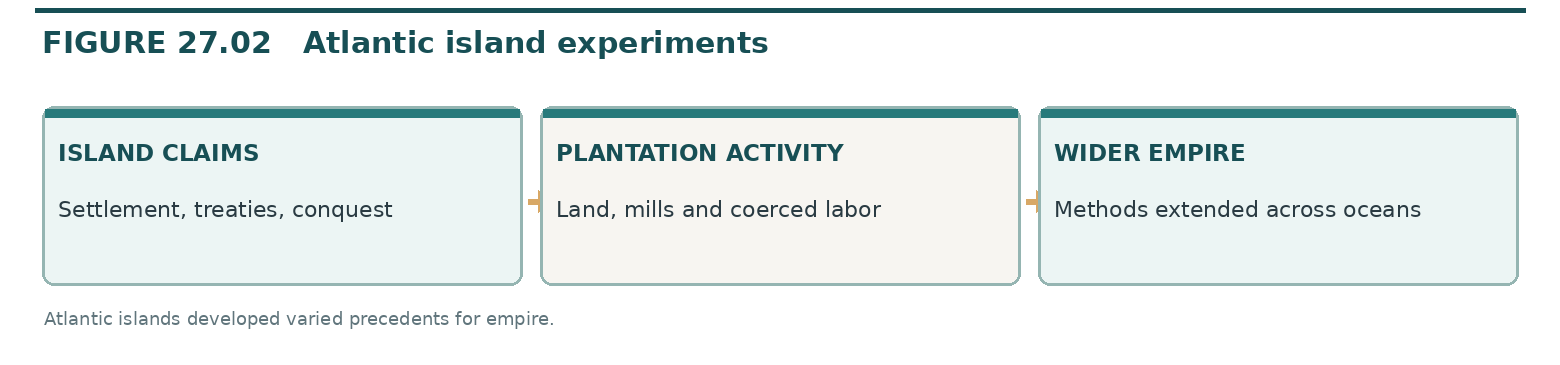 FIGURE 27.02 Atlantic island experiments
ISLAND CLAIMS
Settlement, treaties, conquest
PLANTATION ACTIVITY
Land, mills and coerced labor
WIDER EMPIRE
Methods extended across oceans
Atlantic islands developed varied precedents for empire.